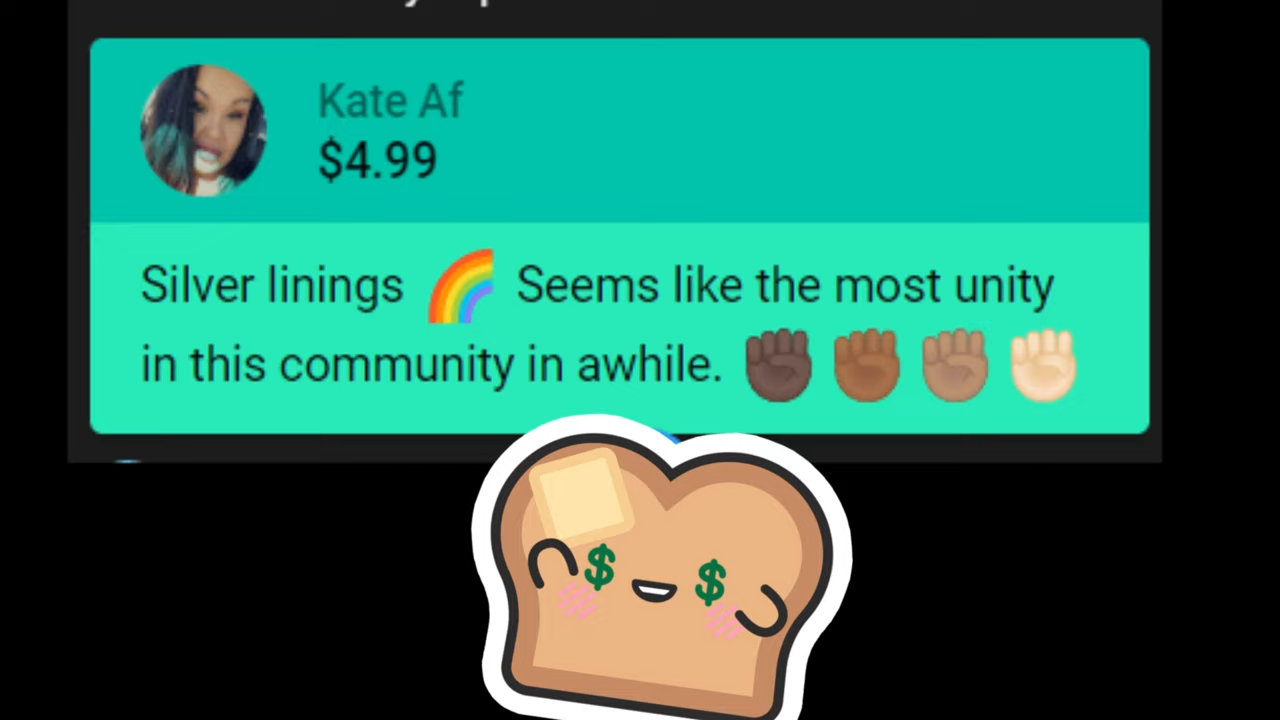 Kate Af
$4.99
Silver linings 🌈 Seems like the most unity
in this community in awhile. ✊🏿 ✊🏾 ✊🏽 ✊🏻
$ $